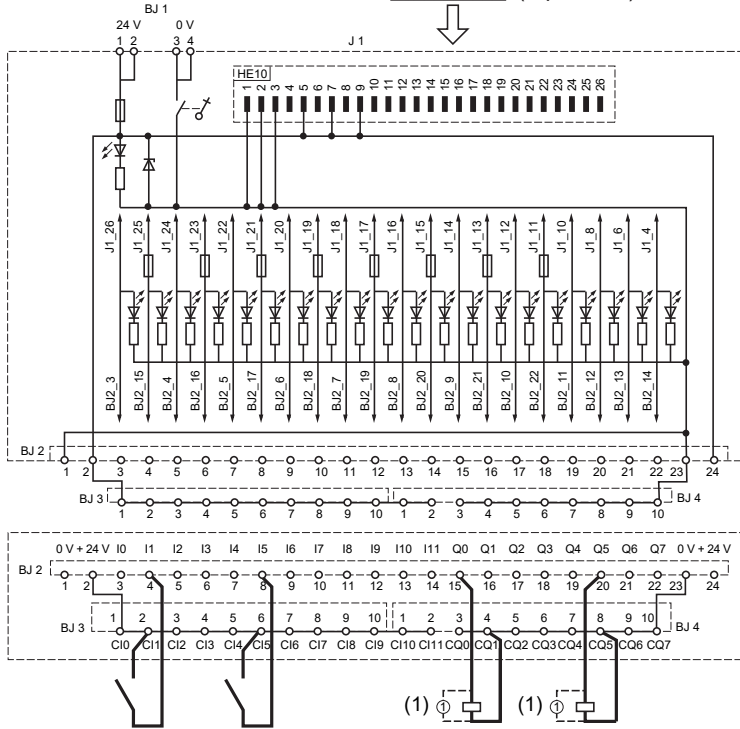 BJ 1
24 V 0 V
1 2 3 4
J 1
HE10
1 2 3 4 5 6 7 8 9 10 11 12 13 14 15 16 17 18 19 20 21 22 23 24 25 26
J1_26 J1_25 J1_24 J1_23 J1_22 J1_21 J1_20 J1_19 J1_18 J1_17 J1_16 J1_15 J1_14 J1_13 J1_12 J1_11 J1_10 J1_8 J1_6 J1_4
BJ2_3 BJ2_15 BJ2_4 BJ2_16 BJ2_5 BJ2_17 BJ2_6 BJ2_18 BJ2_7 BJ2_19 BJ2_8 BJ2_20 BJ2_9 BJ2_21 BJ2_10 BJ2_22 BJ2_11 BJ2_12 BJ2_13 BJ2_14
BJ 2
1 2 3 4 5 6 7 8 9 10 11 12 13 14 15 16 17 18 19 20 21 22 23 24
BJ 3 BJ 4
1 2 3 4 5 6 7 8 9 10 1 2 3 4 5 6 7 8 9 10
0 V + 24 V I0 I1 I2 I3 I4 I5 I6 I7 I8 I9 I10 I11 Q0 Q1 Q2 Q3 Q4 Q5 Q6 Q7 0 V + 24 V
BJ 2
1 2 3 4 5 6 7 8 9 10 11 12 13 14 15 16 17 18 19 20 21 22 23 24
1 2 3 4 5 6 7 8 9 10 1 2 3 4 5 6 7 8 9 10
BJ 3 BJ 4
CI0 CI1 CI2 CI3 CI4 CI5 CI6 CI7 CI8 CI9 CI10 CI11 CQ0 CQ1 CQ2 CQ3 CQ4 CQ5 CQ6 CQ7
(1) 1 (1) 1